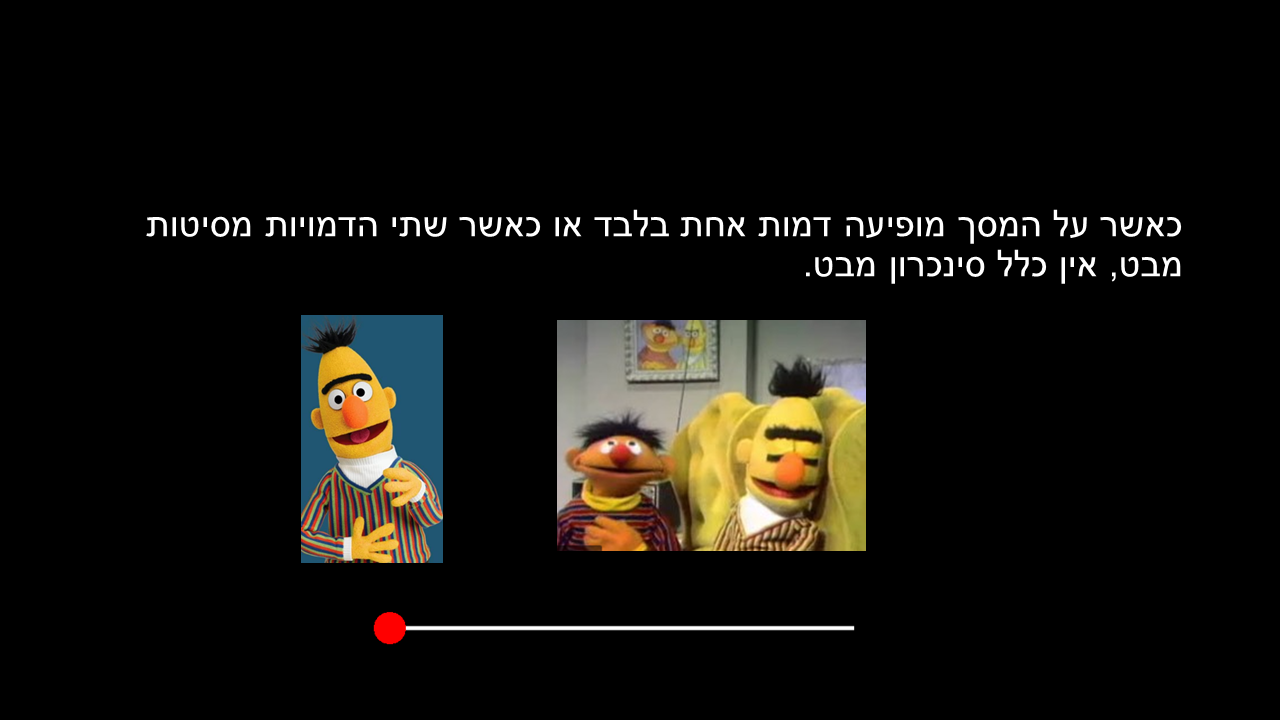 כאשר על המסך מופיעה דמות אחת בלבד או כאשר שתי הדמויות מסיטות
מבט, אין כלל סינכרון מבט.